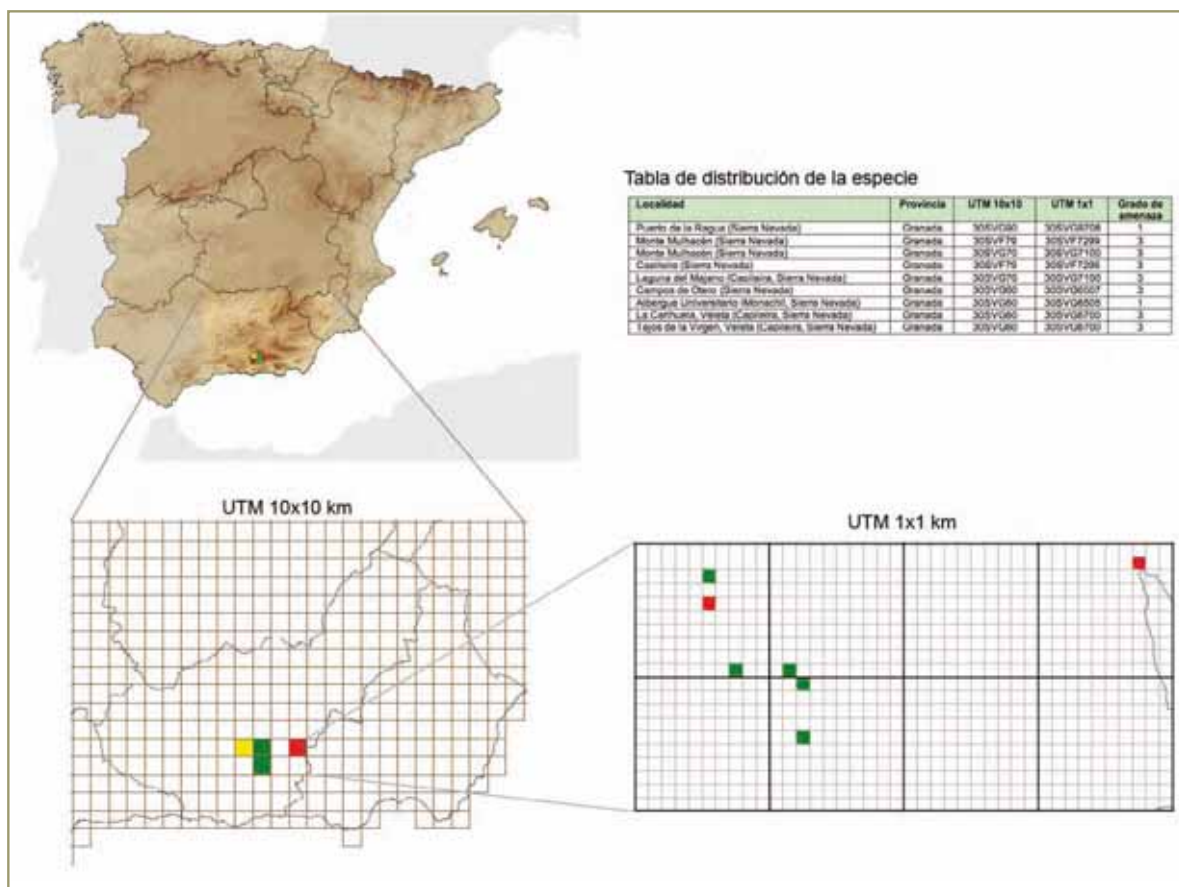 Tabla de distribución de la especie
Localidad Provincia UTM 10x10 UTM 1x1 Grado de amenaza
Puerto de la Ragua (Sierra Nevada) Granada 30SVG90 30SVG9708 1
Monte Mulhacén (Sierra Nevada) Granada 30SVF79 30SVF7299 3
Monte Mulhacén (Sierra Nevada) Granada 30SVG70 30SVG7100 3
Capileira (Sierra Nevada) Granada 30SVF79 3
Laguna del Majano (Capileira, Sierra Nevada) Granada 30SVG70 30SVG7100 3
Campos de Otero (Sierra Nevada) Granada 30SVG60 3
Albergue Universitario (Monachil, Sierra Nevada) Granada 30SVG60 30SVG6505 1
La Carihuela, Veleta (Capileira, Sierra Nevada) Granada 30SVG60 30SVG6700 3
Tajos de la Virgen, Veleta (Capileira, Sierra Nevada) Granada 30SVG60 30SVG6700 3
UTM 10x10 km
UTM 1x1 km